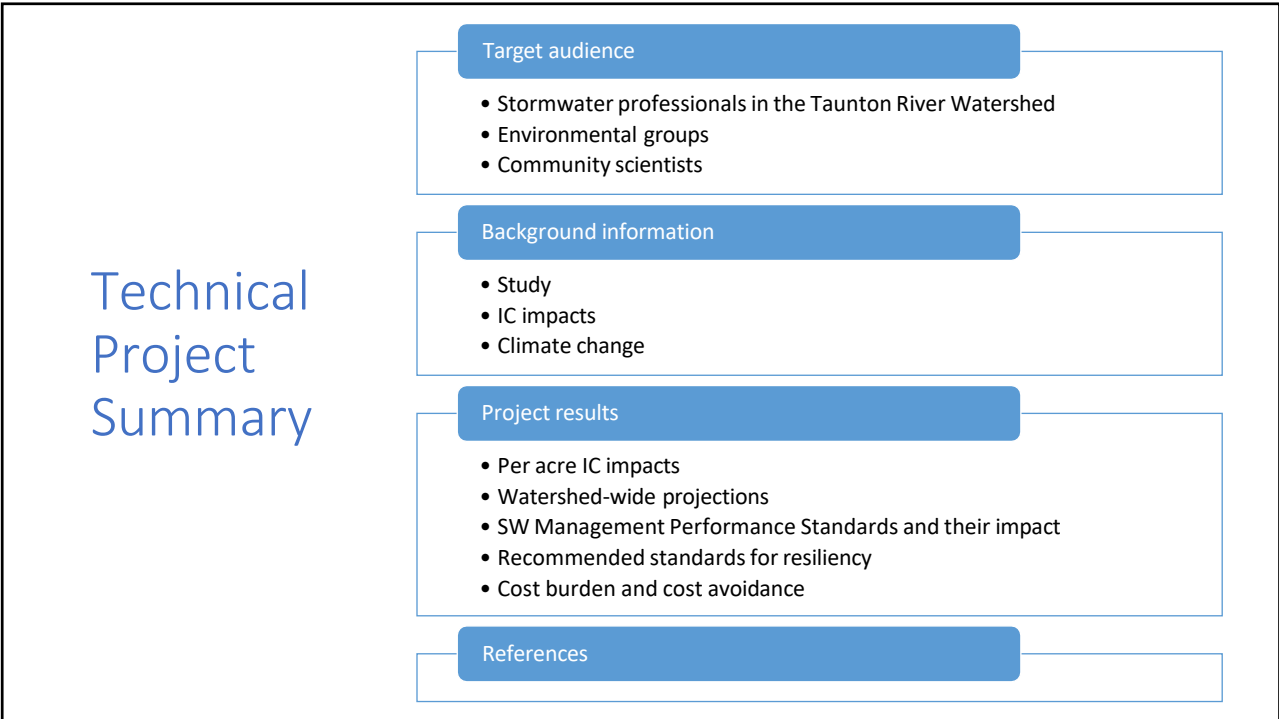 Technical
Project
Summary
Target audience
• Stormwater professionals in the Taunton River Watershed
• Environmental groups
• Community scientists
Background information
• Study
• IC impacts
• Climate change
Project results
• Per acre IC impacts
• Watershed-wide projections
• SW Management Performance Standards and their impact
• Recommended standards for resiliency
• Cost burden and cost avoidance
References